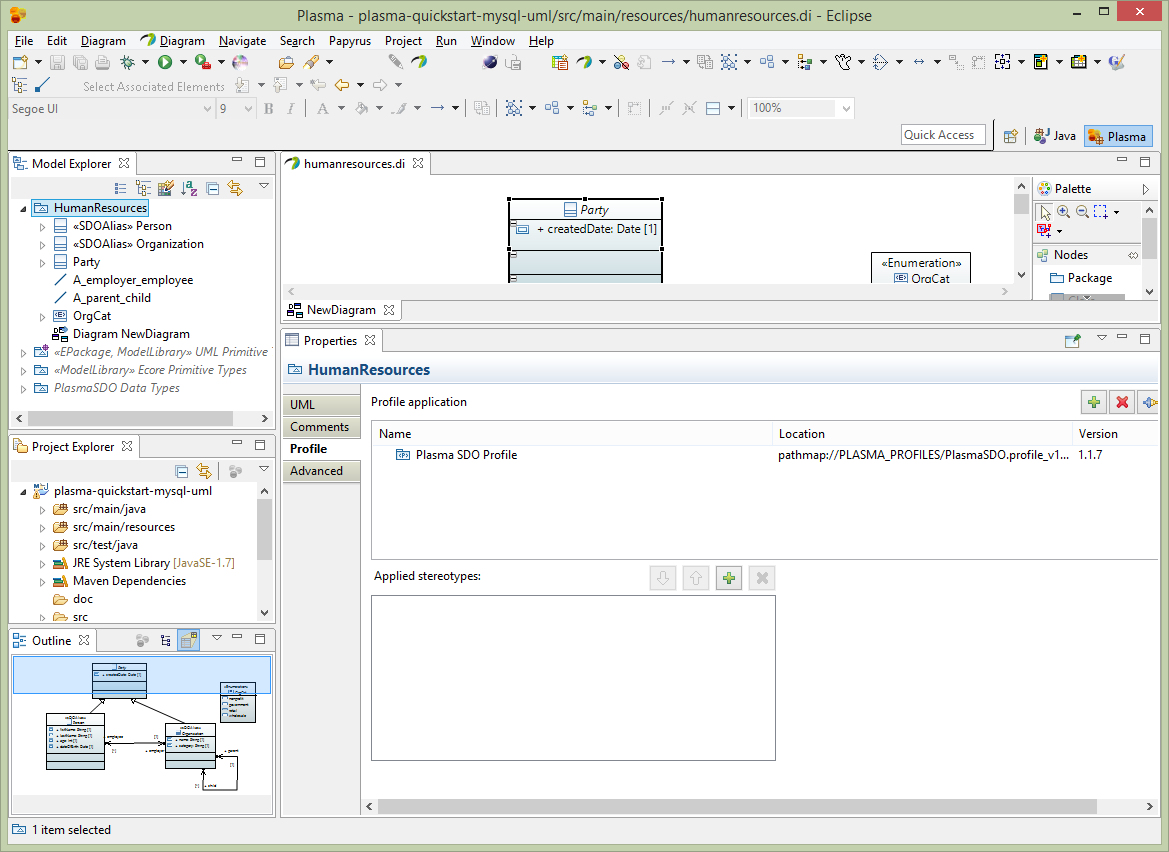 Plasma - plasma-quickstart-mysql-uml/src/main/resources/humanresources.di - Eclipse
File Edit Diagram Diagram Navigate Search Papyrus Project Run Window Help
Select Associated Elements
Segoe UI 9 B I A 100%
Quick Access Java Plasma
Model Explorer
HumanResources
«SDOAlias» Person
«SDOAlias» Organization
Party
A_employer_employee
A_parent_child
OrgCat
Diagram NewDiagram
«EPackage, ModelLibrary» UML Primitive
«ModelLibrary» Ecore Primitive Types
PlasmaSDO Data Types
humanresources.di
Party
+ createdDate: Date [1]
«Enumeration»
OrgCat
Palette
Nodes
Package
NewDiagram
Project Explorer
plasma-quickstart-mysql-uml
src/main/java
src/main/resources
src/test/java
JRE System Library [JavaSE-1.7]
Maven Dependencies
doc
src
Properties
HumanResources
UML
Comments
Profile
Advanced
Profile application
Name Location Version
Plasma SDO Profile pathmap://PLASMA_PROFILES/PlasmaSDO.profile_v1... 1.1.7
Applied stereotypes:
Outline
Party
+ createdDate: Date [1]
1 item selected